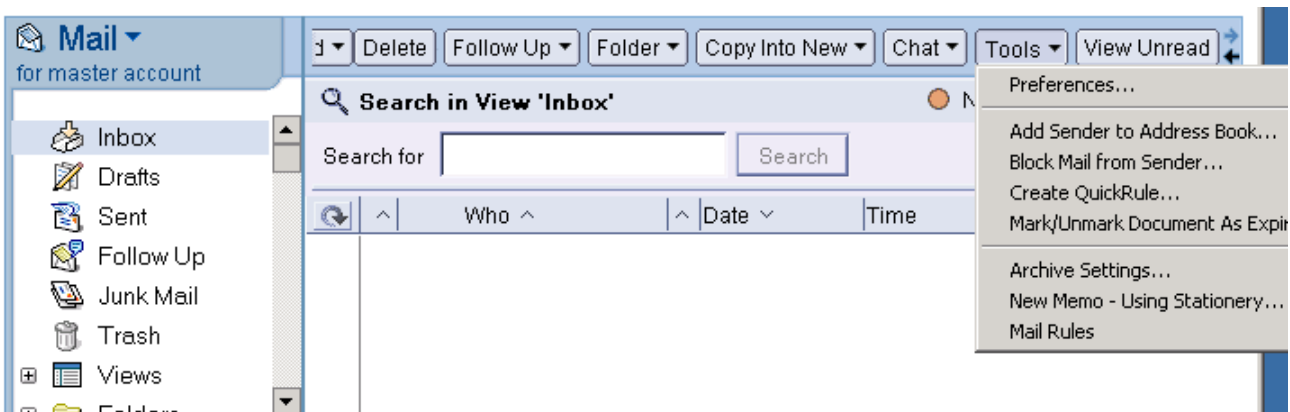 Mail
for master account
Delete Follow Up Folder Copy Into New Chat Tools View Unread
Search in View 'Inbox'
Search for Search
Who Date Time
Inbox
Drafts
Sent
Follow Up
Junk Mail
Trash
Views
Preferences...
Add Sender to Address Book...
Block Mail from Sender...
Create QuickRule...
Mark/Unmark Document As Expir
Archive Settings...
New Memo - Using Stationery...
Mail Rules